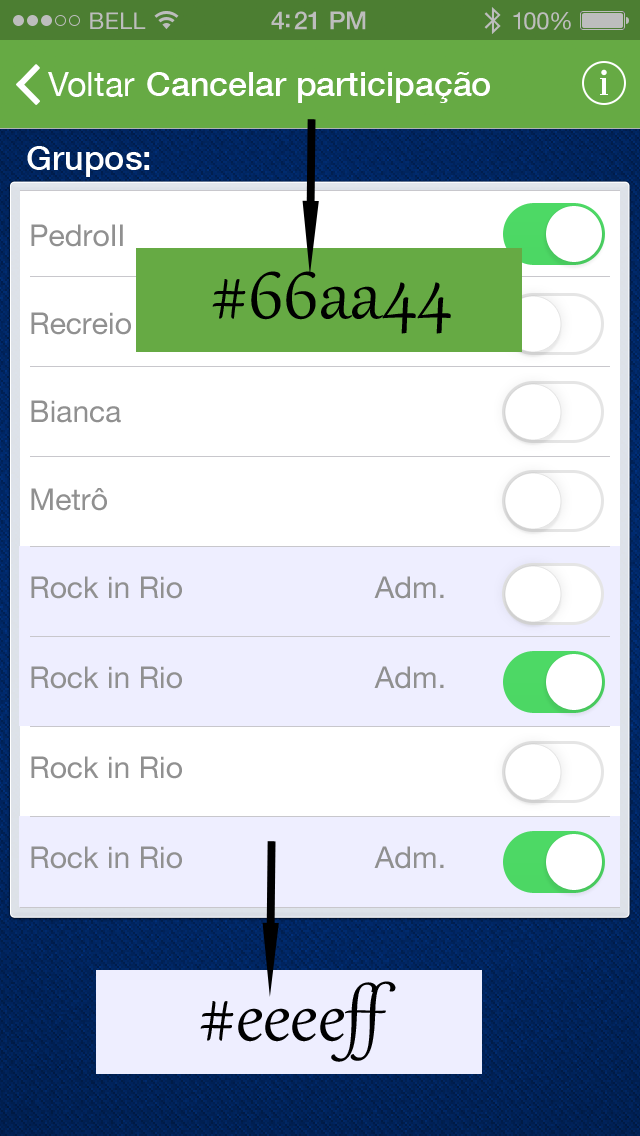 BELL 4:21 PM 100%
Voltar Cancelar participação i
Grupos:
Pedroll
#66aa44
Recreio
Bianca
Metrô
Rock in Rio Adm.
Rock in Rio Adm.
Rock in Rio
Rock in Rio Adm.
#eeeeff